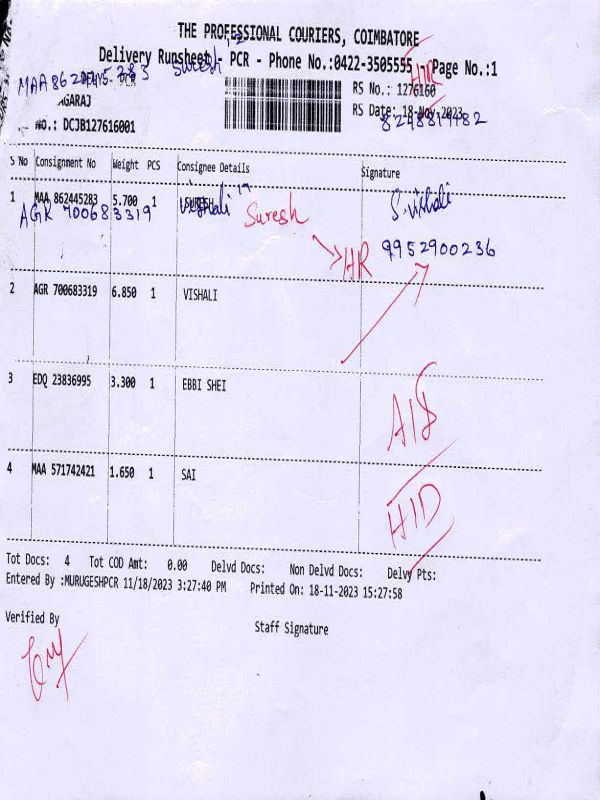 THE PROFESSIONAL COURIERS, COIMBATORE
Delivery Runsheet - PCR - Phone No.:0422-3505555 - Page No.:1
MAA 862445283 Suresh
HR
RS No.: 1276160
AGARAJ
RS Date: 18-Nov-2023
NO.: DCJB127616001
S No Consignment No Weight PCS Consignee Details Signature
1 MAA 862445283 5.700 1 SURESH
AGR 700683319 Vishali Suresh S.vishali
HR 9952900236
2 AGR 700683319 6.850 1 VISHALI
3 EDQ 23836995 3.300 1 EBBI SHEI
4 MAA 571742421 1.650 1 SAI
HID
Tot Docs: 4 Tot COD Amt: 0.00 Delvd Docs: Non Delvd Docs: Delvy Pts:
Entered By :MURUGESHPCR 11/18/2023 3:27:40 PM Printed On: 18-11-2023 15:27:58
Verified By Staff Signature